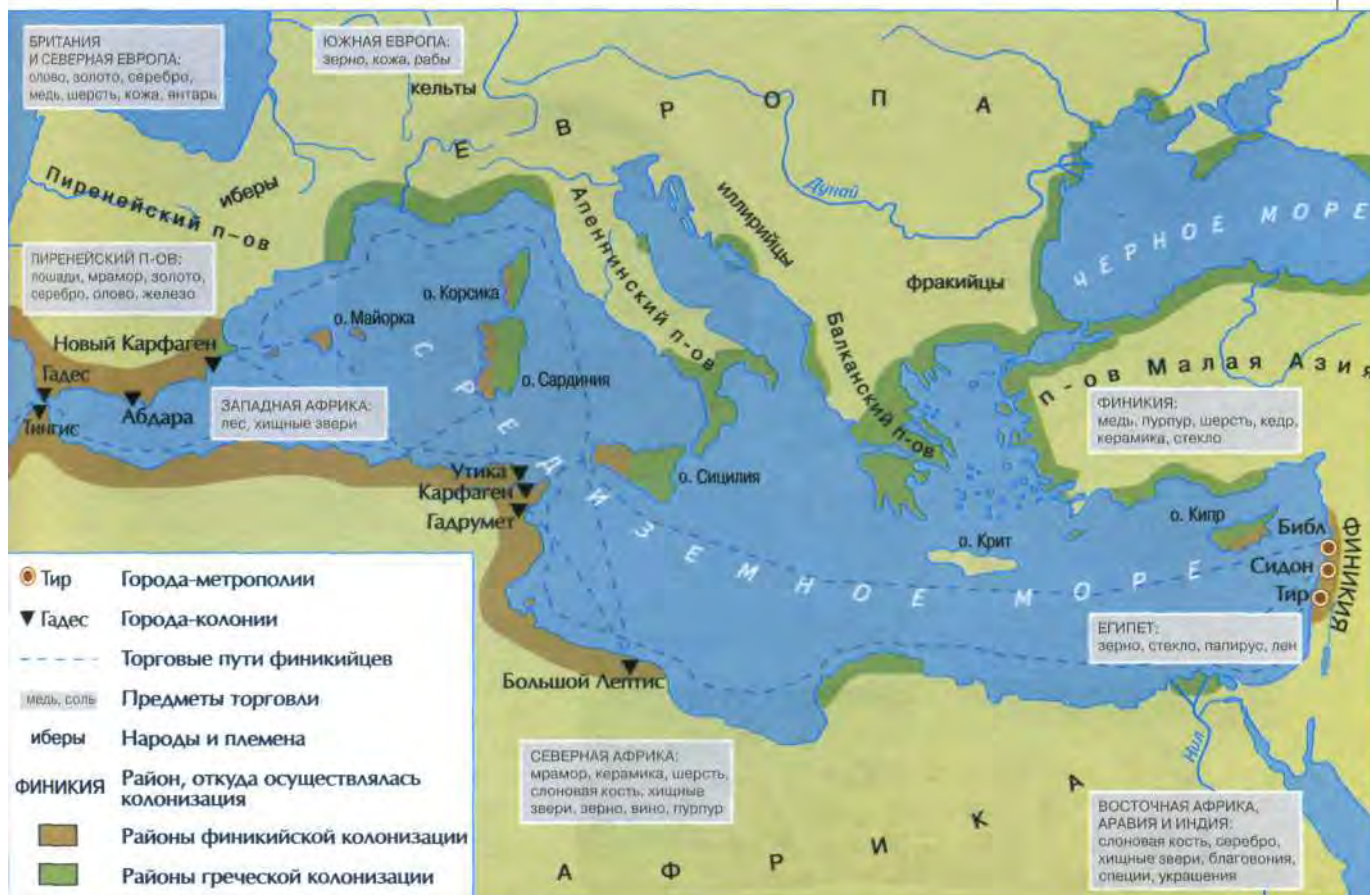 БРИТАНИЯ
И СЕВЕРНАЯ ЕВРОПА:
олово, золото, серебро,
медь, шерсть, кожа, янтарь
ЮЖНАЯ ЕВРОПА:
зерно, кожа, рабы
кельты
ЕВРОПА
Пиренейский п-ов
иберы
Апеннинский п-ов
иллирийцы
Дунай
ЧЕРНОЕ МОРЕ
ПИРЕНЕЙСКИЙ П-ОВ:
лошади, мрамор, золото,
серебро, олово, железо
о. Корсика
о. Майорка
фракийцы
Балканский п-ов
Новый Карфаген
Гадес
Абдара
Тингис
о. Сардиния
п-ов Малая Азия
ЗАПАДНАЯ АФРИКА:
лес, хищные звери
ФИНИКИЯ:
медь, пурпур, шерсть, кедр,
керамика, стекло
СРЕДИЗЕМНОЕ МОРЕ
Утика
Карфаген
Гадрумет
о. Сицилия
о. Крит
о. Кипр
Библ
Сидон
Тир
ФИНИКИЯ
ЕГИПЕТ:
зерно, стекло, папирус, лен
Большой Лептис
Нил
СЕВЕРНАЯ АФРИКА:
мрамор, керамика, шерсть,
слоновая кость, хищные
звери, зерно, вино, пурпур
ВОСТОЧНАЯ АФРИКА,
АРАВИЯ И ИНДИЯ:
слоновая кость, серебро,
хищные звери, благовония,
специи, украшения
АФРИКА
Тир Города-метрополии
Гадес Города-колонии
Торговые пути финикийцев
медь, соль Предметы торговли
иберы Народы и племена
ФИНИКИЯ Район, откуда осуществлялась
колонизация
Районы финикийской колонизации
Районы греческой колонизации